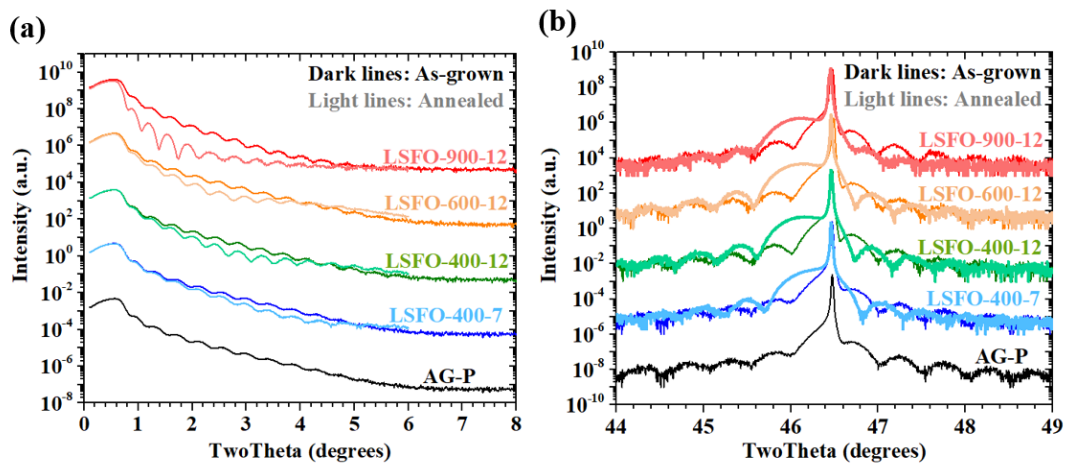 (a)
10^10
10^8
10^6
10^4
10^2
10^0
10^-2
10^-4
10^-6
10^-8
Intensity (a.u.)
Dark lines: As-grown
Light lines: Annealed
LSFO-900-12
LSFO-600-12
LSFO-400-12
LSFO-400-7
AG-P
0 1 2 3 4 5 6 7 8
TwoTheta (degrees)
(b)
10^10
10^8
10^6
10^4
10^2
10^0
10^-2
10^-4
10^-6
10^-8
10^-10
Intensity (a.u.)
Dark lines: As-grown
Light lines: Annealed
LSFO-900-12
LSFO-600-12
LSFO-400-12
LSFO-400-7
AG-P
44 45 46 47 48 49
TwoTheta (degrees)